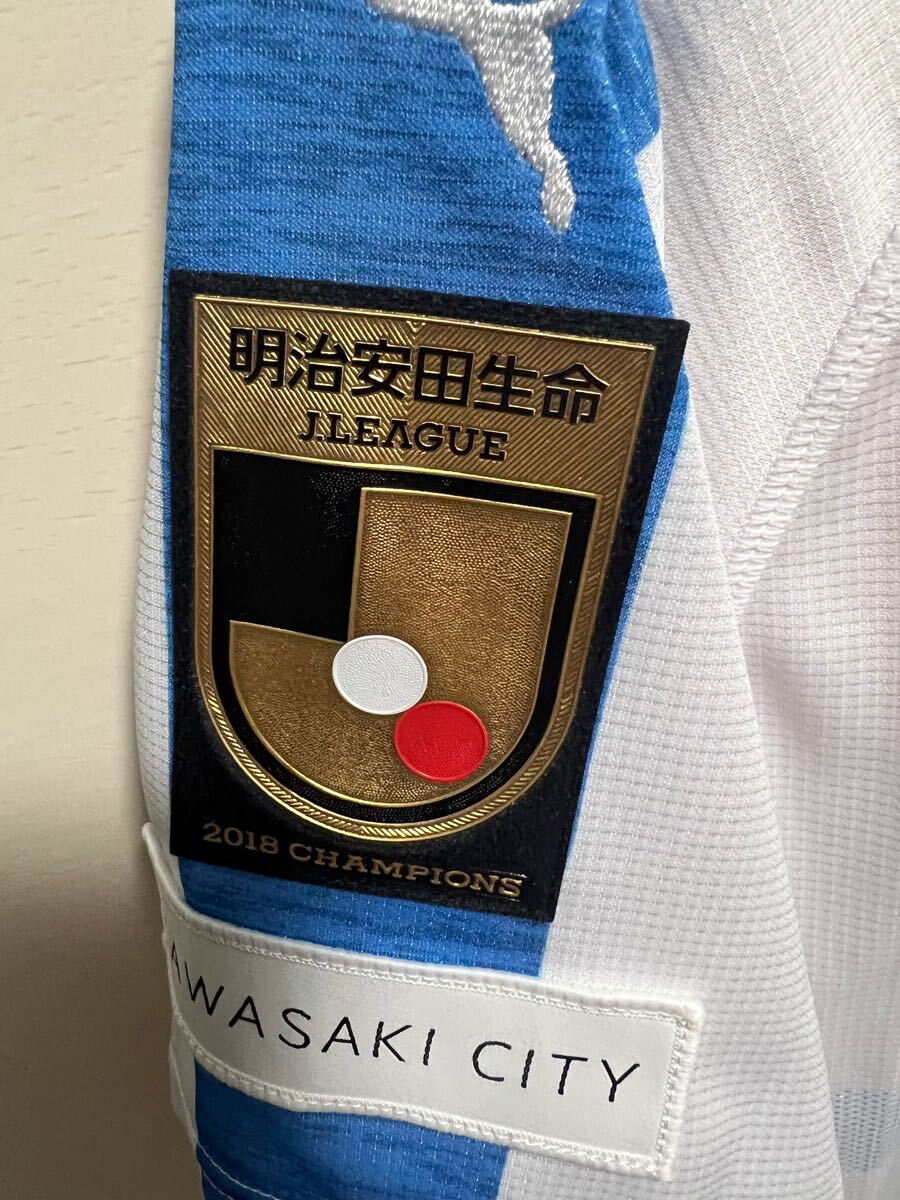 明治安田生命
J.LEAGUE
2018 CHAMPIONS
AWASAKI CITY